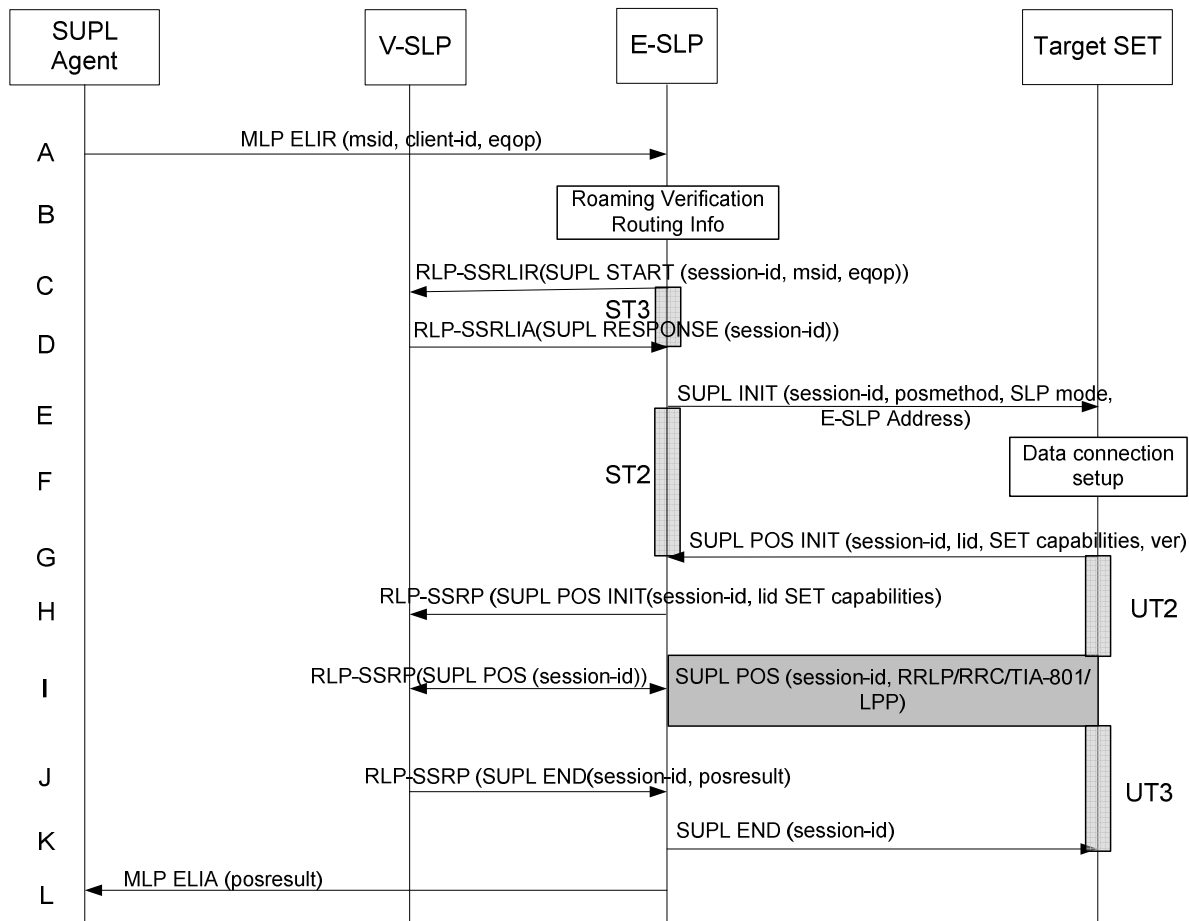 SUPL
Agent
V-SLP
E-SLP
Target SET
A
MLP ELIR (msid, client-id, eqop)
B
Roaming Verification
Routing Info
C
RLP-SSRLIR(SUPL START (session-id, msid, eqop))
ST3
D
RLP-SSRLIA(SUPL RESPONSE (session-id))
E
SUPL INIT (session-id, posmethod, SLP mode,
E-SLP Address)
F
ST2
Data connection
setup
G
SUPL POS INIT (session-id, lid, SET capabilities, ver)
H
RLP-SSRP (SUPL POS INIT(session-id, lid SET capabilities)
UT2
I
RLP-SSRP(SUPL POS (session-id))
SUPL POS (session-id, RRLP/RRC/TIA-801/
LPP)
J
RLP-SSRP (SUPL END(session-id, posresult)
UT3
K
SUPL END (session-id)
L
MLP ELIA (posresult)